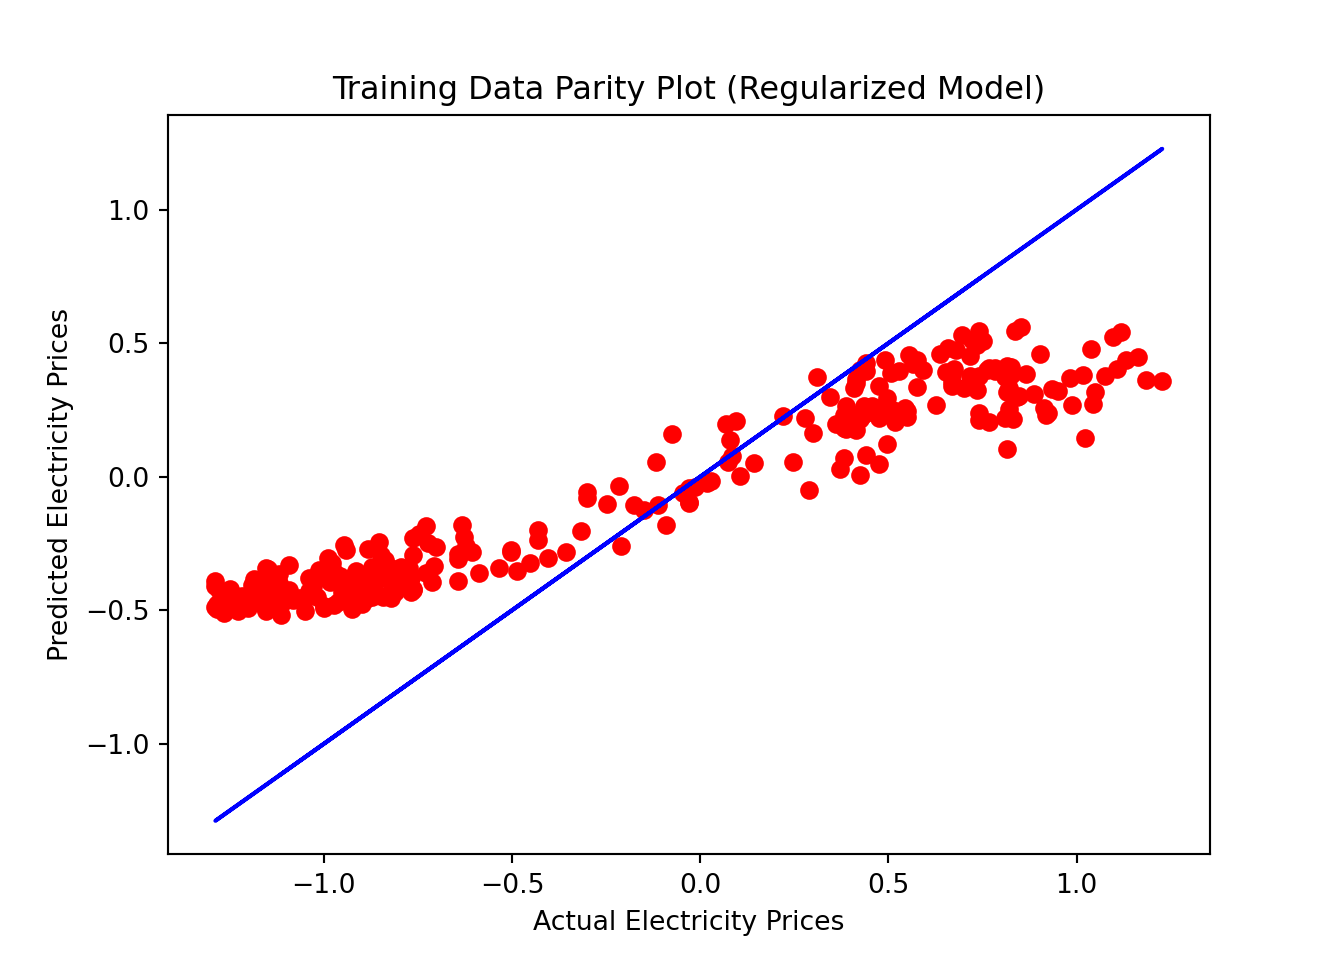 Training Data Parity Plot (Regularized Model)
Predicted Electricity Prices
1.0
0.5
0.0
−0.5
−1.0
−1.0 −0.5 0.0 0.5 1.0
Actual Electricity Prices